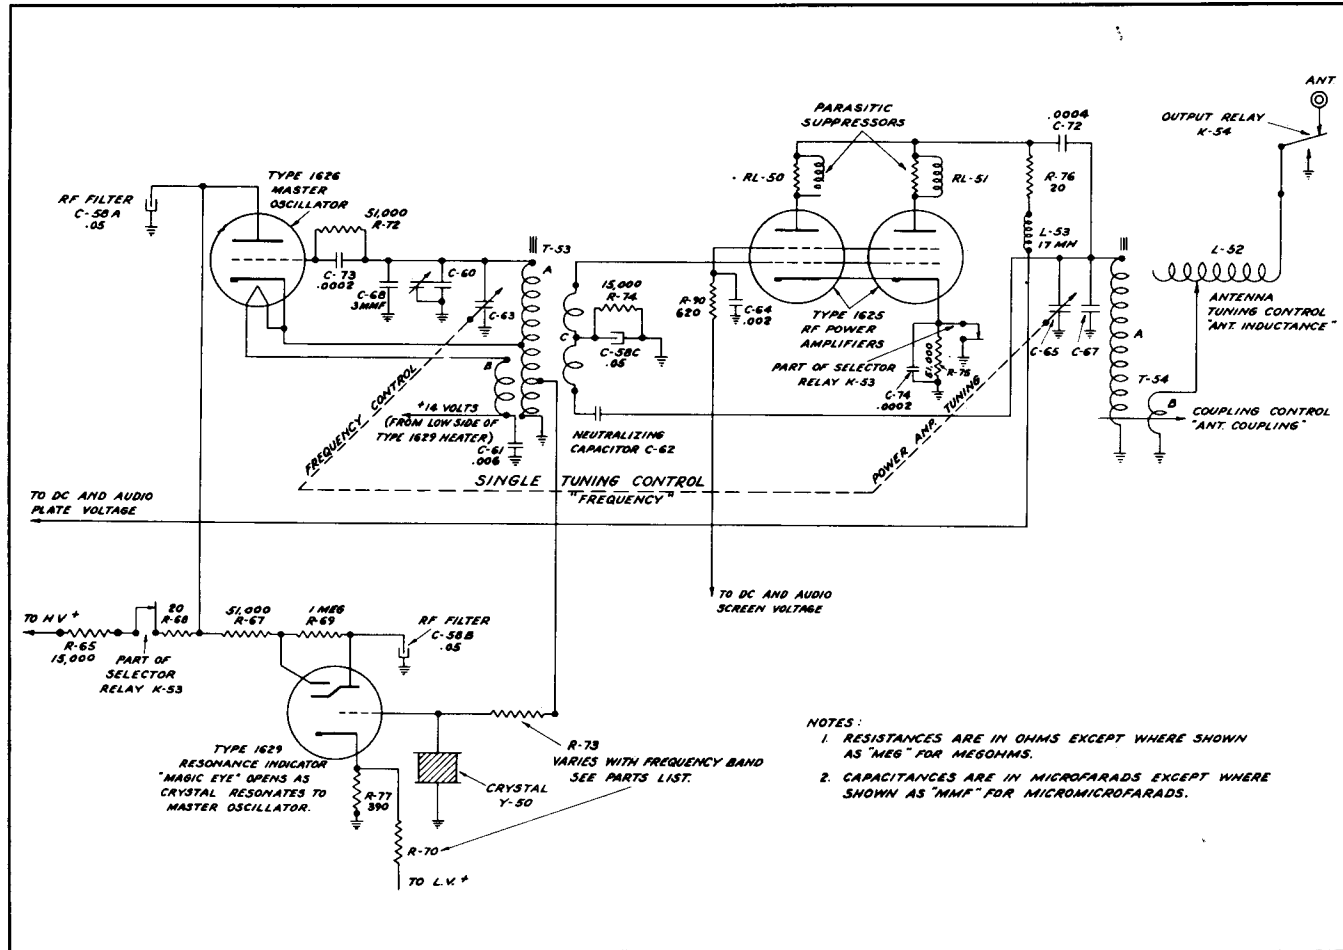 ANT.
OUTPUT RELAY
K-54
.0004
C-72
PARASITIC
SUPPRESSORS
RL-50
RL-51
R-76
20
L-53
17 MH
TYPE 1626
MASTER
OSCILLATOR
RF FILTER
C-58A
.05
51,000
R-72
C-73
.0002
C-68
3MMF
C-60
C-63
T-53
A
B
C
15,000
R-74
C-58C
.05
R-90
620
C-64
.002
TYPE 1625
RF POWER
AMPLIFIERS
PART OF SELECTOR
RELAY K-53
C-74
.0002
51,000
R-75
C-65
C-67
A
T-54
B
L-52
ANTENNA
TUNING CONTROL
"ANT. INDUCTANCE"
COUPLING CONTROL
"ANT. COUPLING"
+14 VOLTS
(FROM LOW SIDE OF
TYPE 1629 HEATER)
C-61
.006
NEUTRALIZING
CAPACITOR C-62
FREQUENCY CONTROL
POWER AMP. TUNING
SINGLE TUNING CONTROL
"FREQUENCY"
TO DC AND AUDIO
PLATE VOLTAGE
TO DC AND AUDIO
SCREEN VOLTAGE
TO HV +
R-65
15,000
20
R-68
PART OF
SELECTOR
RELAY K-53
51,000
R-67
1 MEG
R-69
RF FILTER
C-58B
.05
TYPE 1629
RESONANCE INDICATOR
"MAGIC EYE" OPENS AS
CRYSTAL RESONATES TO
MASTER OSCILLATOR.
R-77
390
R-70
TO L.V. +
CRYSTAL
Y-50
R-73
VARIES WITH FREQUENCY BAND
SEE PARTS LIST.
NOTES:
1. RESISTANCES ARE IN OHMS EXCEPT WHERE SHOWN
AS "MEG" FOR MEGOHMS.
2. CAPACITANCES ARE IN MICROFARADS EXCEPT WHERE
SHOWN AS "MMF" FOR MICROMICROFARADS.